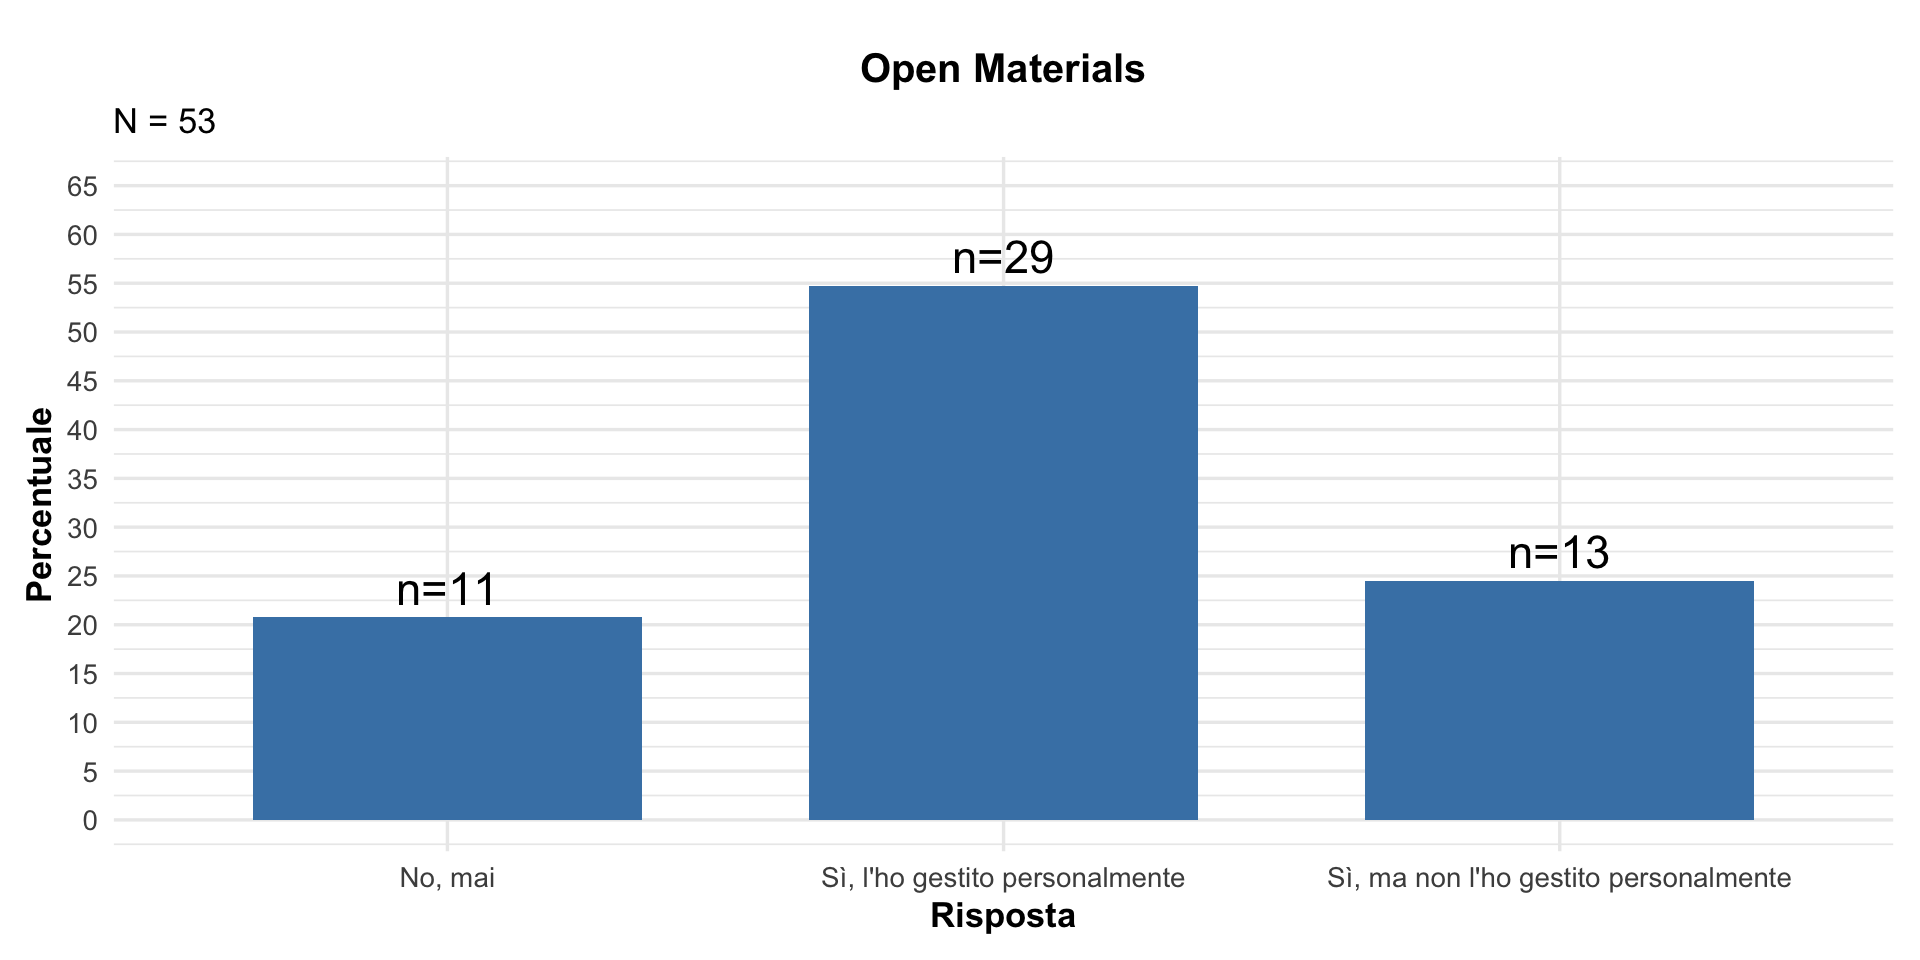 Open Materials
N = 53
Percentuale
65
60
55
50
45
40
35
30
25
20
15
10
5
0
n=11
n=29
n=13
No, mai
Sì, l'ho gestito personalmente
Sì, ma non l'ho gestito personalmente
Risposta